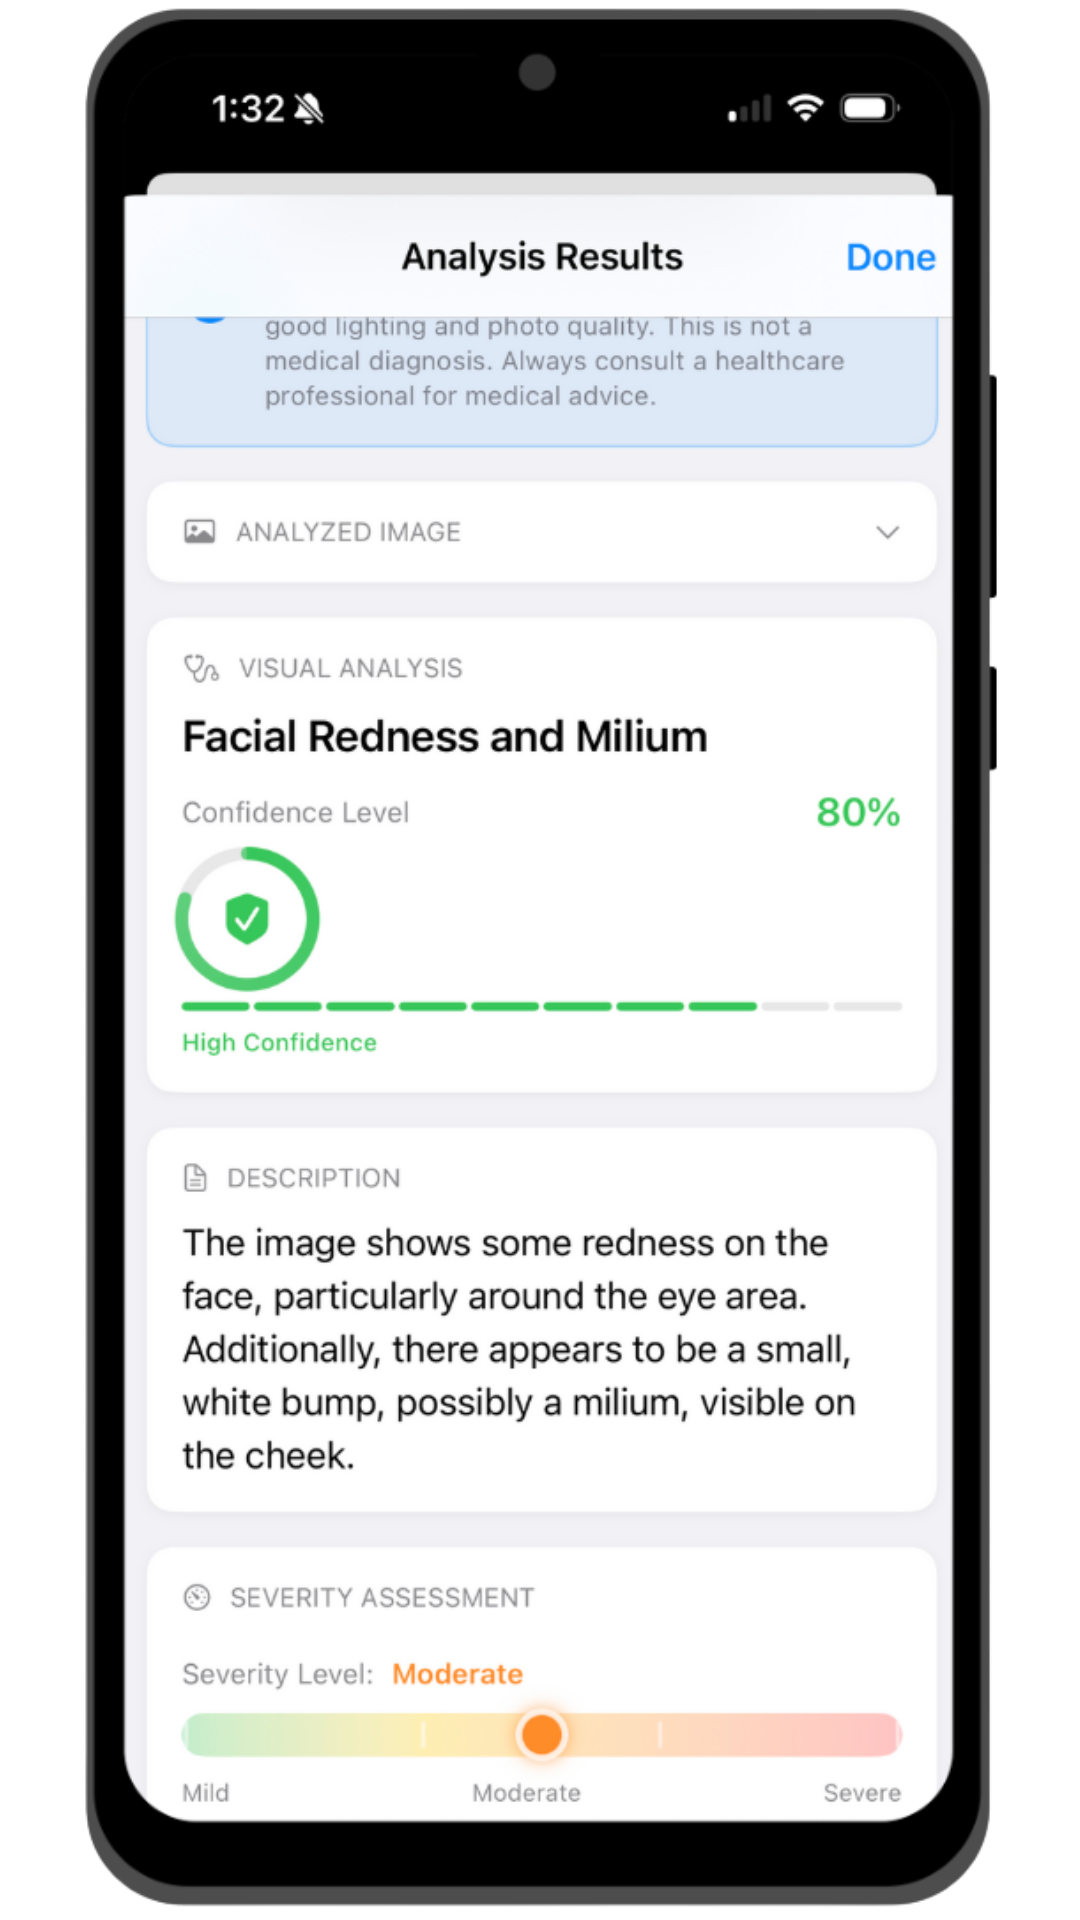 1:32
Analysis Results
Done
good lighting and photo quality. This is not a
medical diagnosis. Always consult a healthcare
professional for medical advice.
ANALYZED IMAGE
VISUAL ANALYSIS
Facial Redness and Milium
Confidence Level
80%
High Confidence
DESCRIPTION
The image shows some redness on the
face, particularly around the eye area.
Additionally, there appears to be a small,
white bump, possibly a milium, visible on
the cheek.
SEVERITY ASSESSMENT
Severity Level: Moderate
Mild
Moderate
Severe